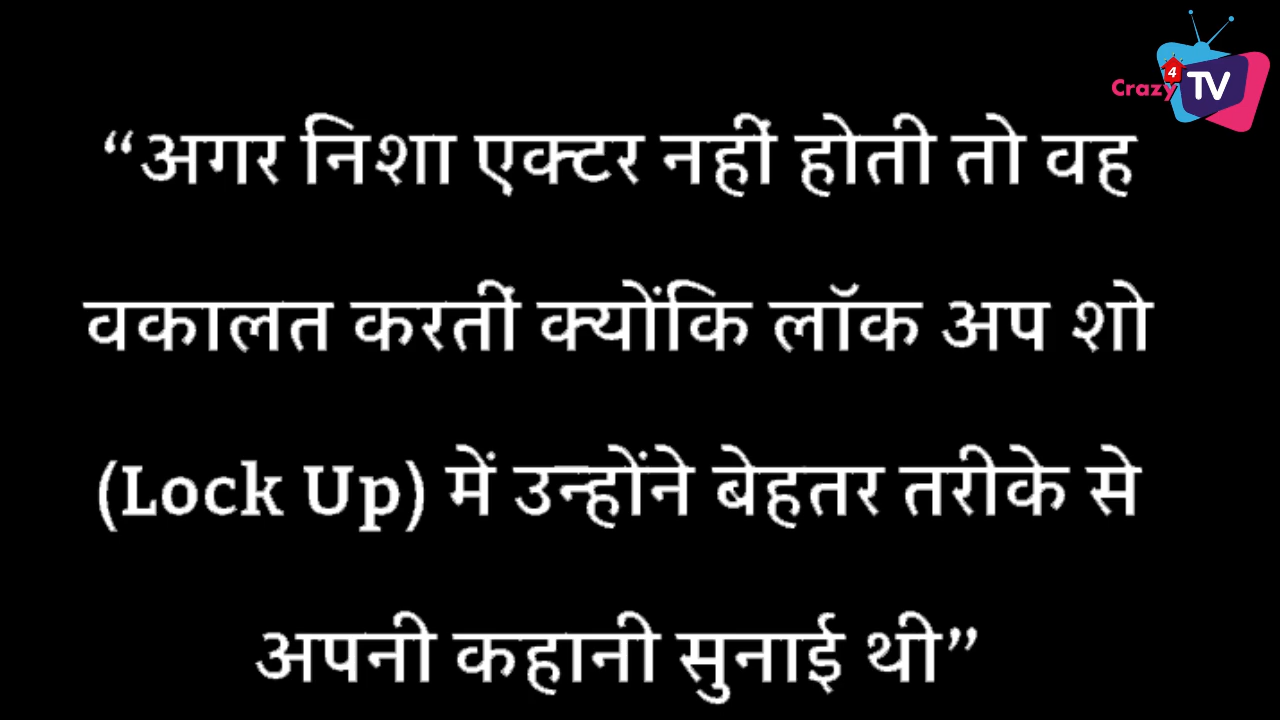 Crazy 4 TV
“अगर निशा एक्टर नहीं होती तो वह
वकालत करतीं क्योंकि लॉक अप शो
(Lock Up) में उन्होंने बेहतर तरीके से
अपनी कहानी सुनाई थी”